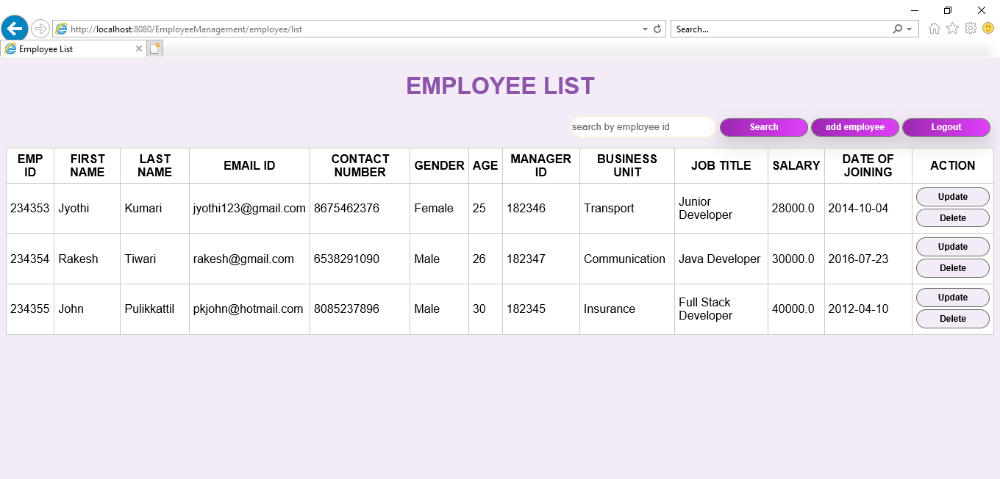 http://localhost:8080/EmployeeManagement/employee/list
Search...
Employee List
EMPLOYEE LIST
search by employee id Search add employee Logout
EMP ID FIRST NAME LAST NAME EMAIL ID CONTACT NUMBER GENDER AGE MANAGER ID BUSINESS UNIT JOB TITLE SALARY DATE OF JOINING ACTION
234353 Jyothi Kumari jyothi123@gmail.com 8675462376 Female 25 182346 Transport Junior Developer 28000.0 2014-10-04 Update Delete
234354 Rakesh Tiwari rakesh@gmail.com 6538291090 Male 26 182347 Communication Java Developer 30000.0 2016-07-23 Update Delete
234355 John Pulikkattil pkjohn@hotmail.com 8085237896 Male 30 182345 Insurance Full Stack Developer 40000.0 2012-04-10 Update Delete